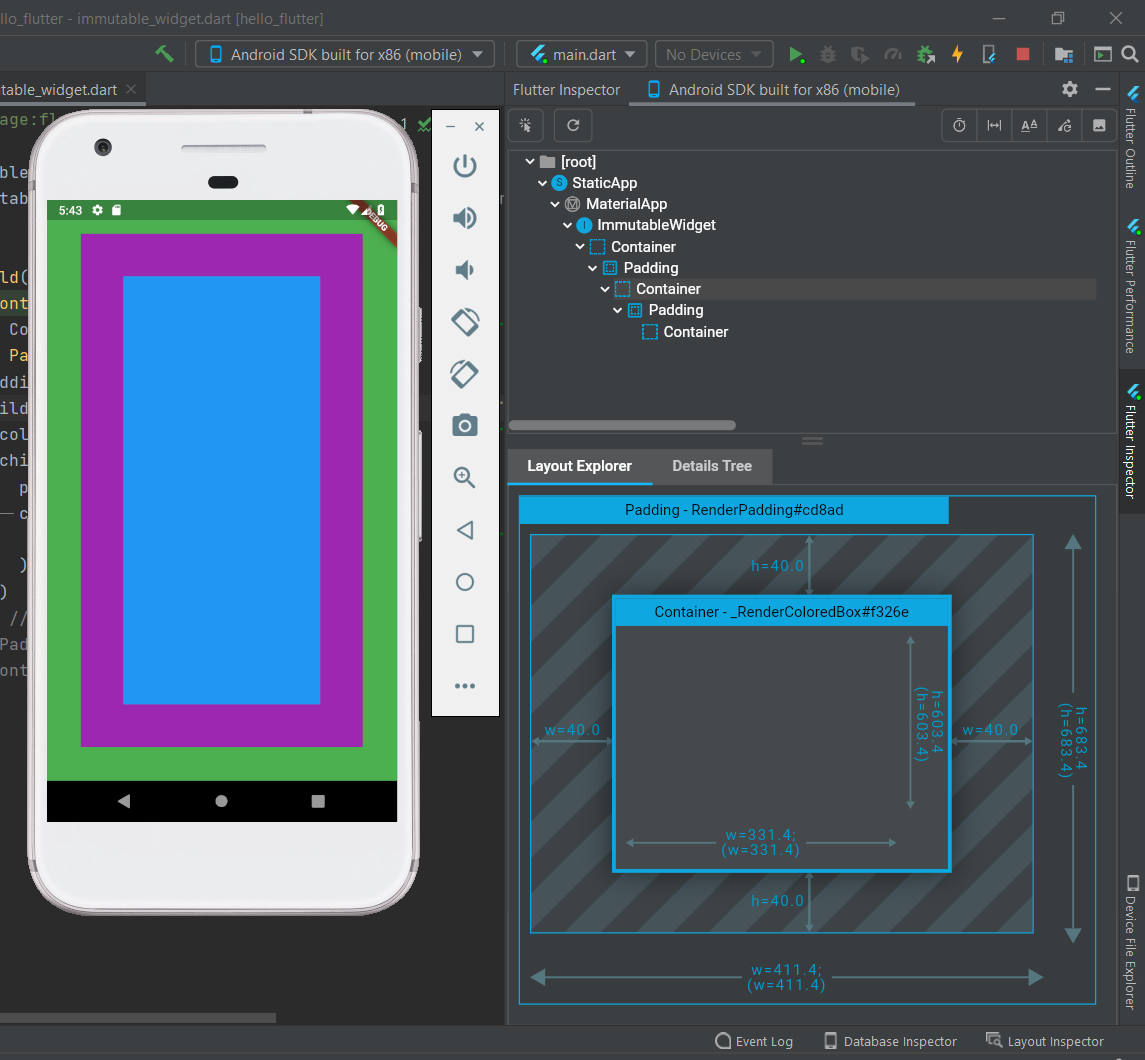 llo_flutter - immutable_widget.dart [hello_flutter]
Android SDK built for x86 (mobile)
main.dart
No Devices
table_widget.dart
Flutter Inspector
Android SDK built for x86 (mobile)
age:fl
1
ble
tab
ld(
ont
Co
Pa
ddi
ild
col
chi
p
c
)
)
//
Pad
ont
5:43
DEBUG
[root]
StaticApp
MaterialApp
ImmutableWidget
Container
Padding
Container
Padding
Container
Layout Explorer
Details Tree
Padding - RenderPadding#cd8ad
h=40.0
Container - _RenderColoredBox#f326e
h=603.4
(h=603.4)
w=40.0
w=40.0
h=683.4
(h=683.4)
w=331.4;
(w=331.4)
h=40.0
w=411.4;
(w=411.4)
Flutter Outline
Flutter Performance
Flutter Inspector
Device File Explorer
Event Log
Database Inspector
Layout Inspector